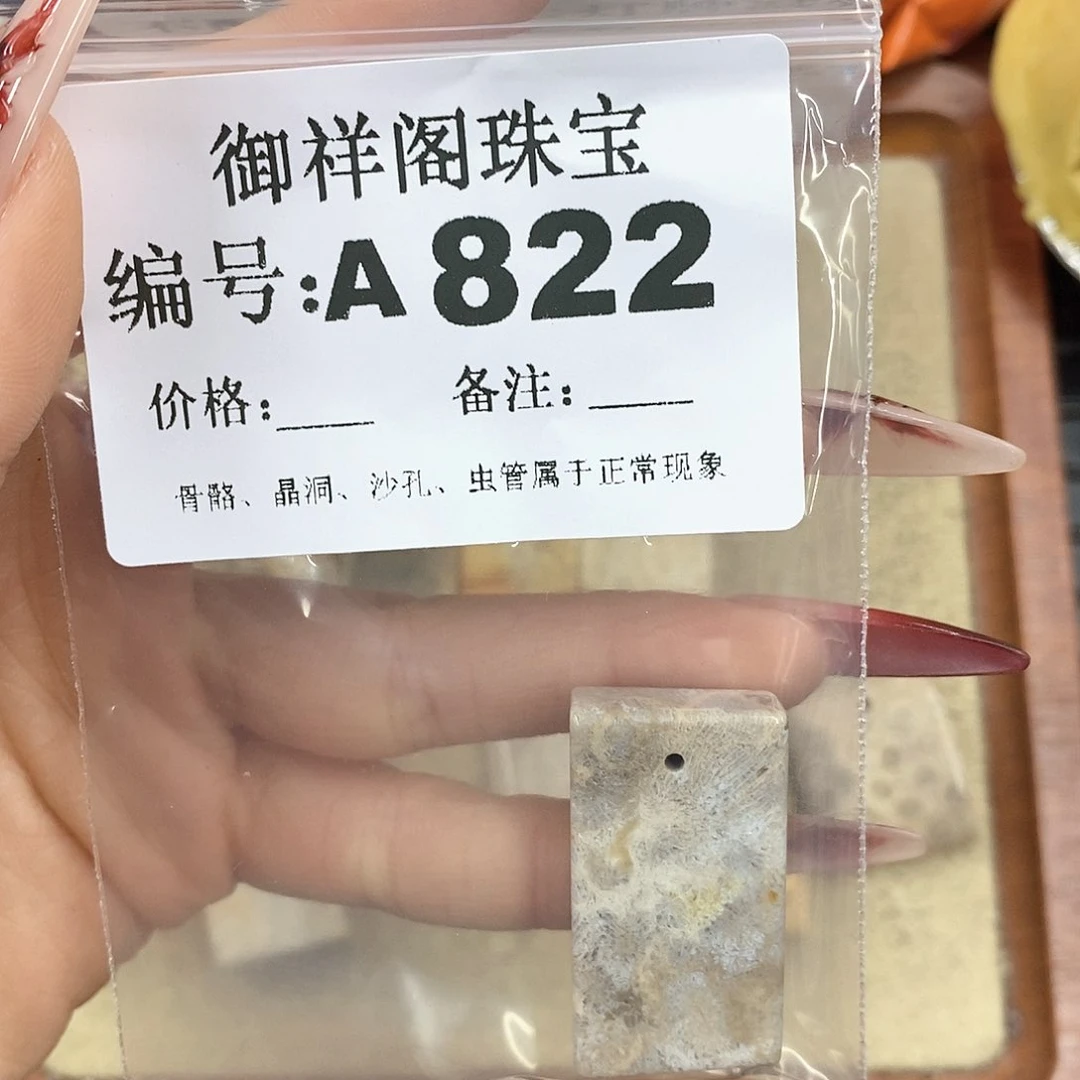 御祥阁珠宝
编号:A822
价格:____ 备注:____
骨骼、晶洞、沙孔、虫管属于正常现象